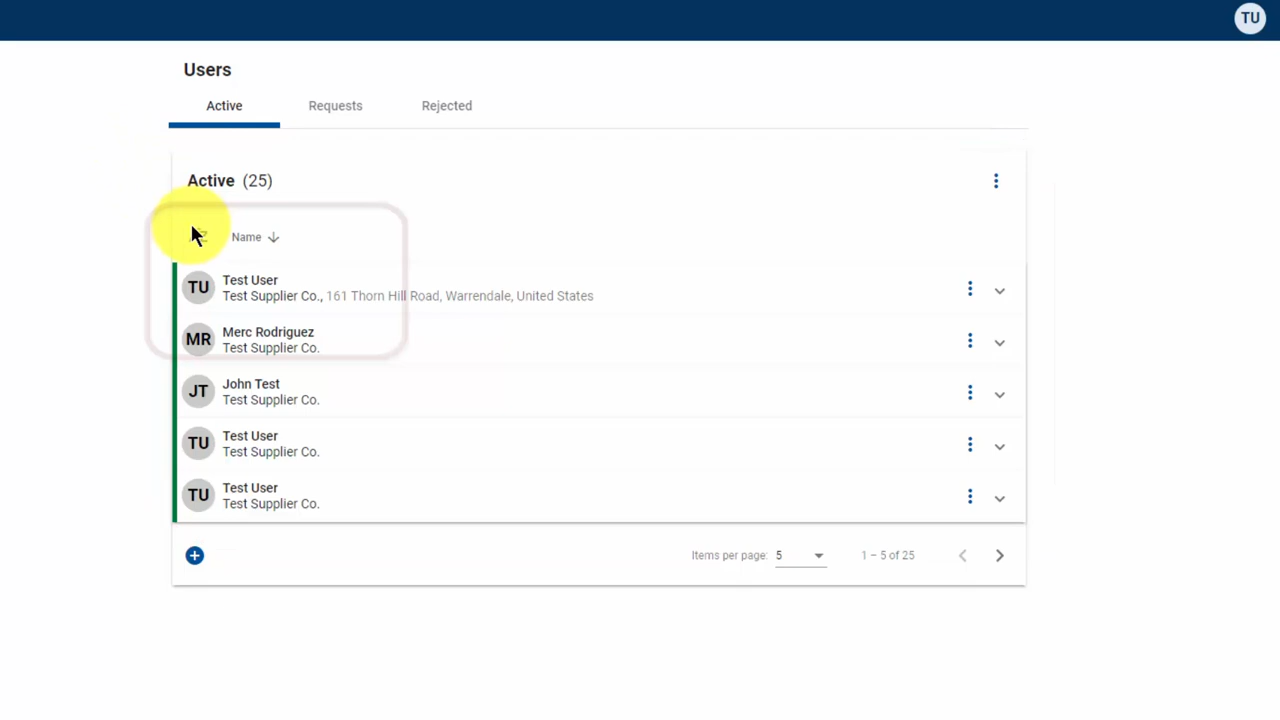 TU
Users
Active Requests Rejected
Active (25)
Name
TU Test User
Test Supplier Co., 161 Thorn Hill Road, Warrendale, United States
MR Merc Rodriguez
Test Supplier Co.
JT John Test
Test Supplier Co.
TU Test User
Test Supplier Co.
TU Test User
Test Supplier Co.
Items per page: 5 1 – 5 of 25